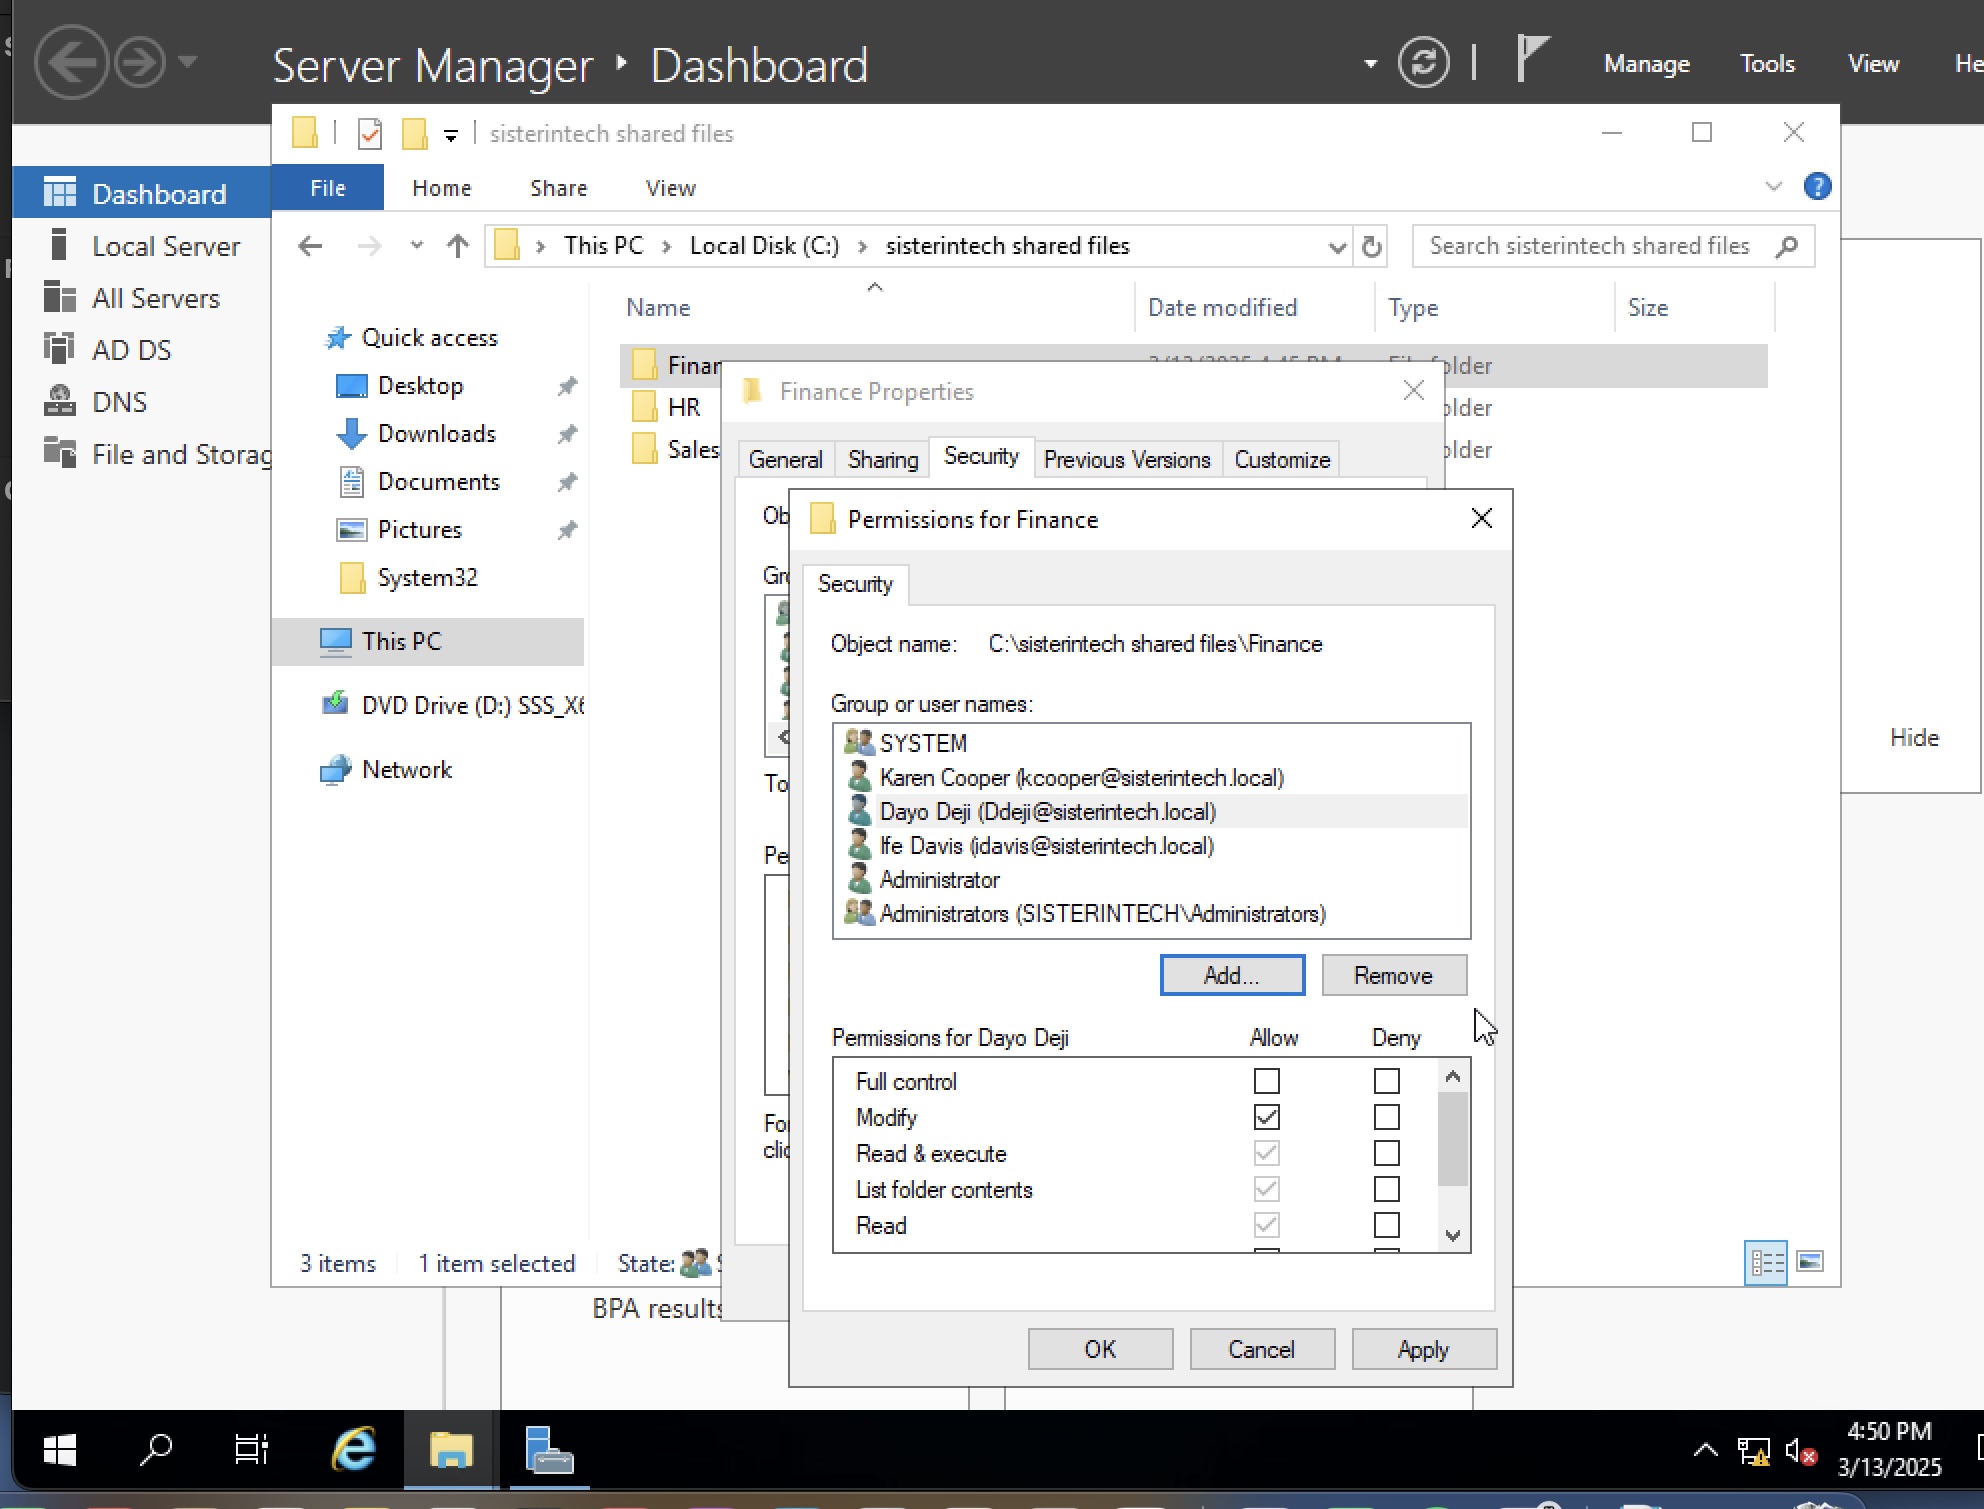 Server Manager ‣ Dashboard
Manage Tools View He
sisterintech shared files
File Home Share View
Dashboard
Local Server
All Servers
AD DS
DNS
File and Storag
This PC > Local Disk (C:) > sisterintech shared files
Search sisterintech shared files
Name Date modified Type Size
Quick access
Desktop
Downloads
Documents
Pictures
System32
This PC
DVD Drive (D:) SSS_X6
Network
Finan
HR
Sales
older
older
older
Finance Properties
General Sharing Security Previous Versions Customize
Ob
Gro
To
Pe
For
clic
Permissions for Finance
Security
Object name: C:\sisterintech shared files\Finance
Group or user names:
SYSTEM
Karen Cooper (kcooper@sisterintech.local)
Dayo Deji (Ddeji@sisterintech.local)
Ife Davis (idavis@sisterintech.local)
Administrator
Administrators (SISTERINTECH\Administrators)
Add... Remove
Permissions for Dayo Deji Allow Deny
Full control
Modify
Read & execute
List folder contents
Read
OK Cancel Apply
Hide
3 items 1 item selected State: S
BPA results
4:50 PM
3/13/2025